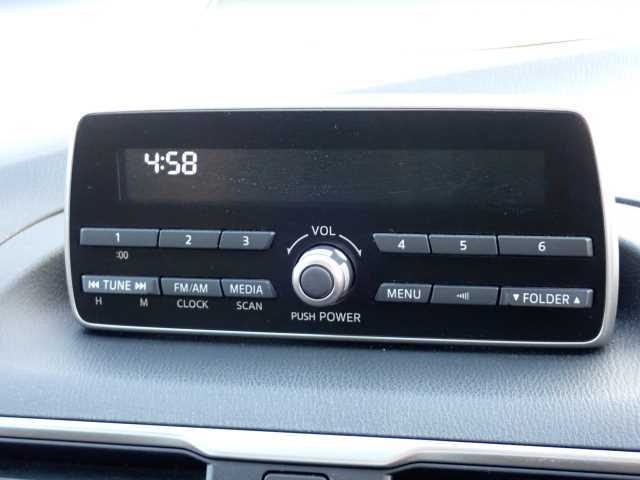 4:58
VOL
1 2 3 4 5 6
:00
⏮ TUNE ⏭ FM/AM MEDIA MENU ▼ FOLDER ▲
H M CLOCK SCAN
PUSH POWER